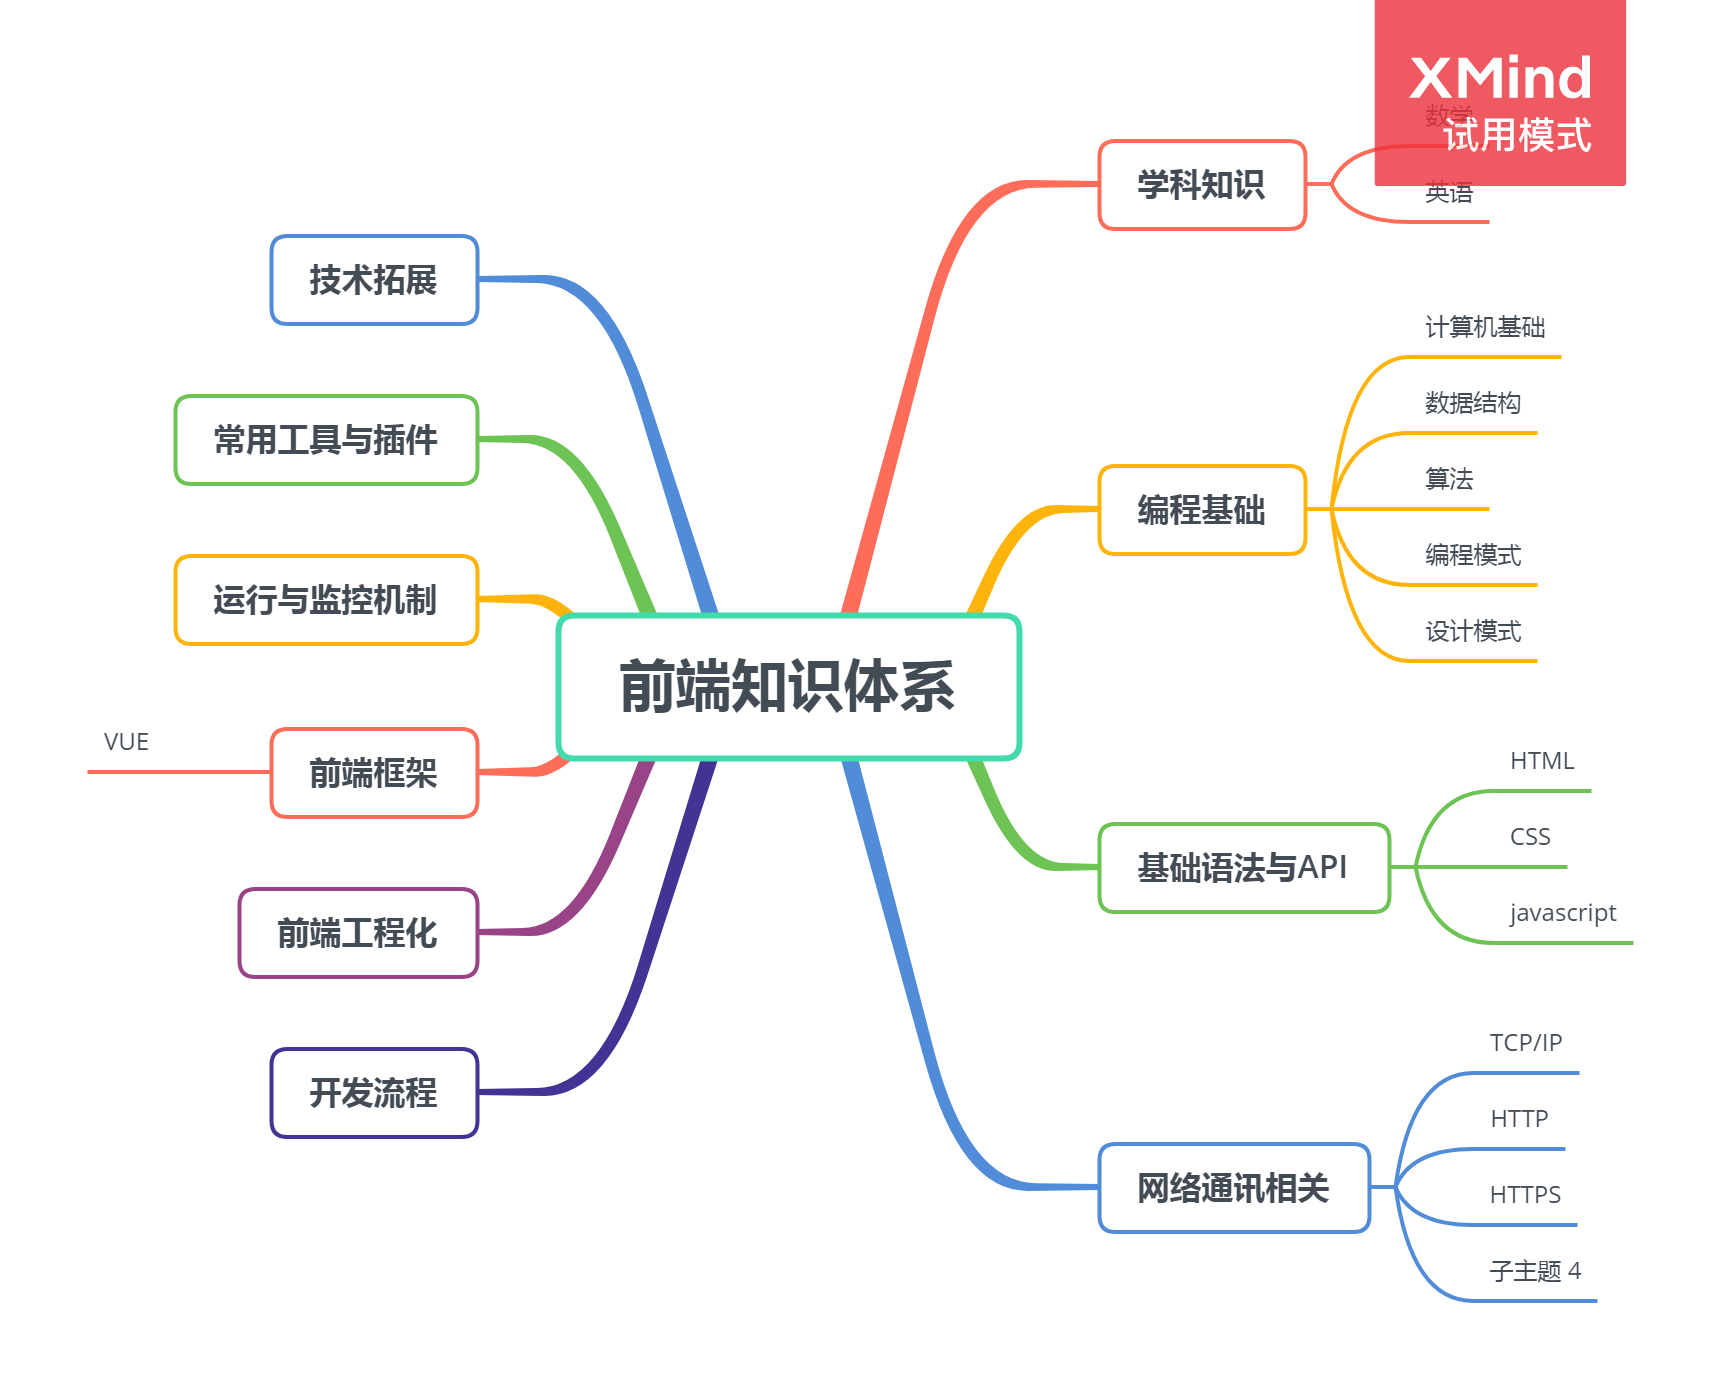 XMind
试用模式
数学
英语
学科知识
计算机基础
数据结构
算法
编程模式
设计模式
编程基础
HTML
CSS
javascript
基础语法与API
TCP/IP
HTTP
HTTPS
子主题 4
网络通讯相关
前端知识体系
技术拓展
常用工具与插件
运行与监控机制
VUE
前端框架
前端工程化
开发流程